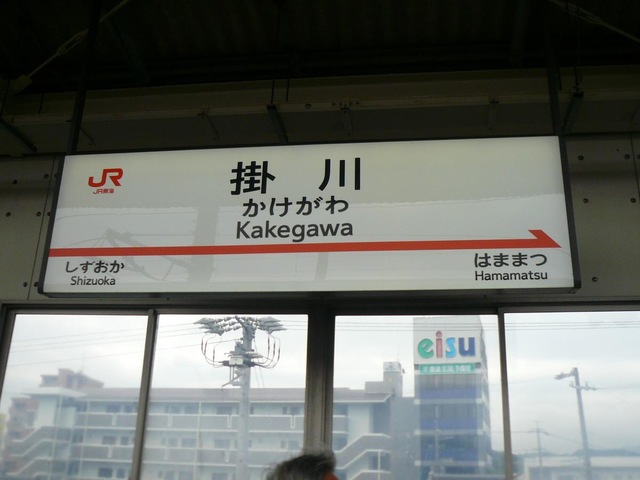 JR
JR東海
掛川
かけがわ
Kakegawa
しずおか
Shizuoka
はままつ
Hamamatsu
eisu